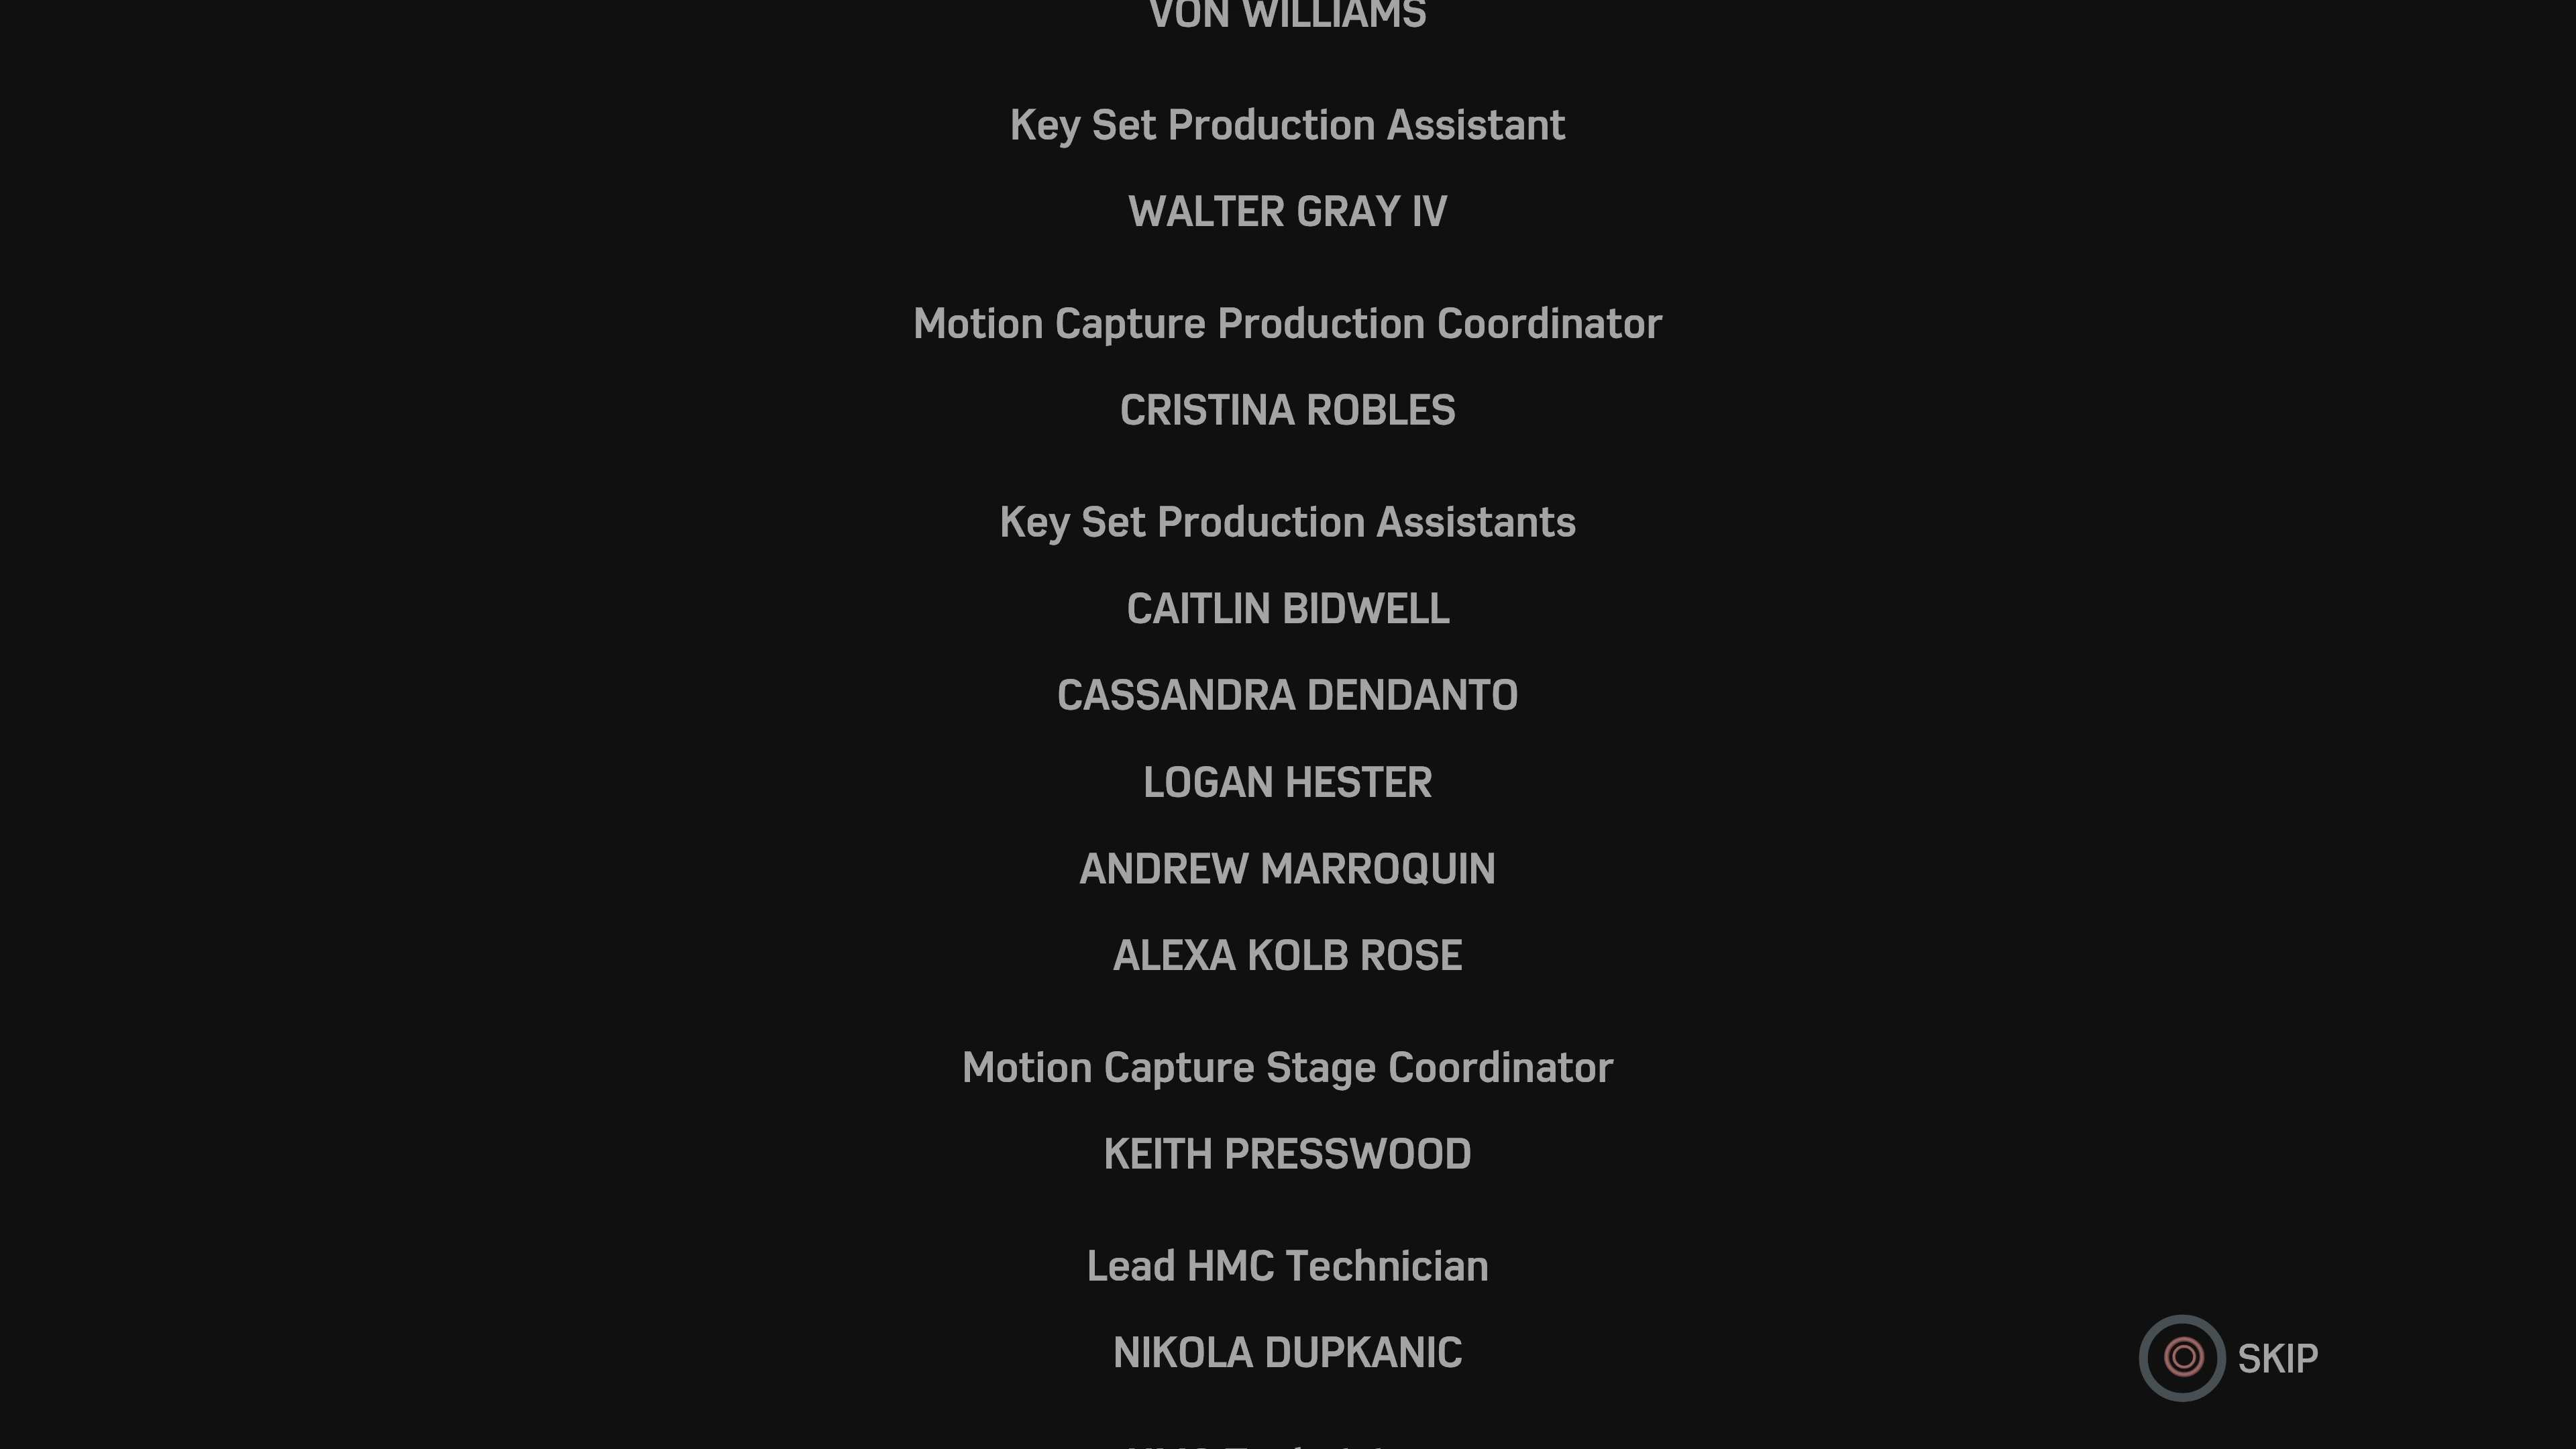 VON WILLIAMS
Key Set Production Assistant
WALTER GRAY IV
Motion Capture Production Coordinator
CRISTINA ROBLES
Key Set Production Assistants
CAITLIN BIDWELL
CASSANDRA DENDANTO
LOGAN HESTER
ANDREW MARROQUIN
ALEXA KOLB ROSE
Motion Capture Stage Coordinator
KEITH PRESSWOOD
Lead HMC Technician
NIKOLA DUPKANIC
SKIP